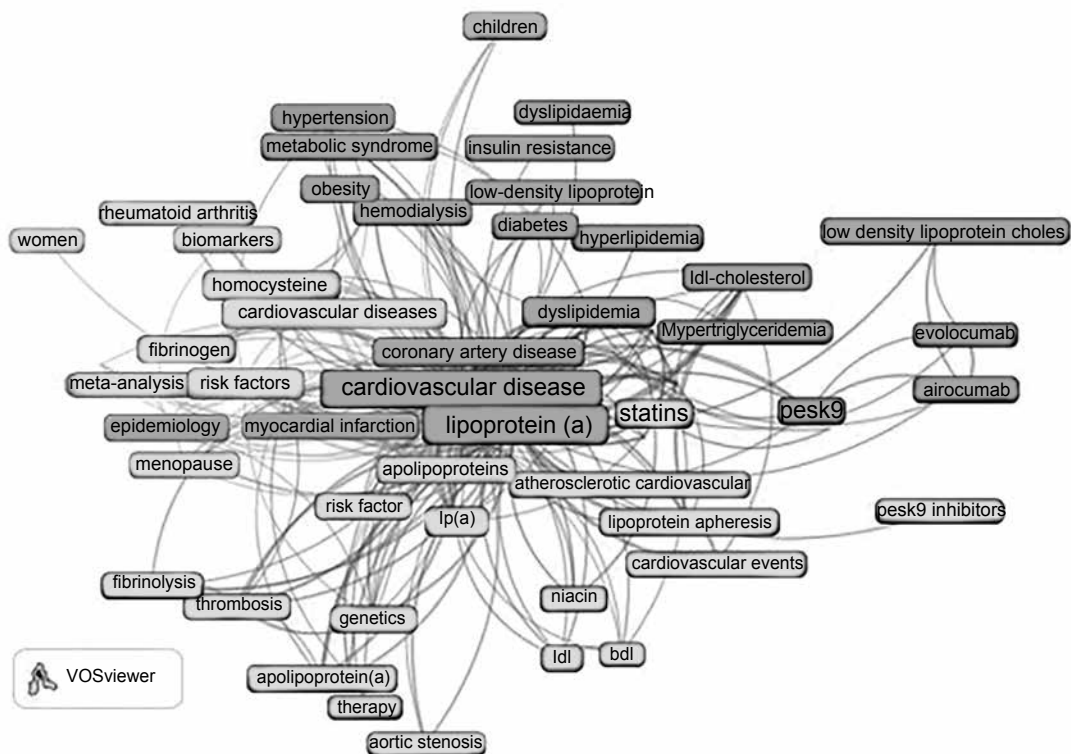 children
dyslipidaemia
hypertension
metabolic syndrome
insulin resistance
obesity
low-density lipoprotein
hemodialysis
rheumatoid arthritis
diabetes
women
biomarkers
hyperlipidemia
low density lipoprotein choles
homocysteine
ldl-cholesterol
cardiovascular diseases
dyslipidemia
Mypertriglyceridemia
evolocumab
fibrinogen
coronary artery disease
meta-analysis
risk factors
cardiovascular disease
airocumab
statins
pesk9
epidemiology
myocardial infarction
lipoprotein (a)
menopause
apolipoproteins
atherosclerotic cardiovascular
risk factor
lp(a)
lipoprotein apheresis
pesk9 inhibitors
cardiovascular events
fibrinolysis
thrombosis
niacin
genetics
ldl
bdl
VOSviewer
apolipoprotein(a)
therapy
aortic stenosis